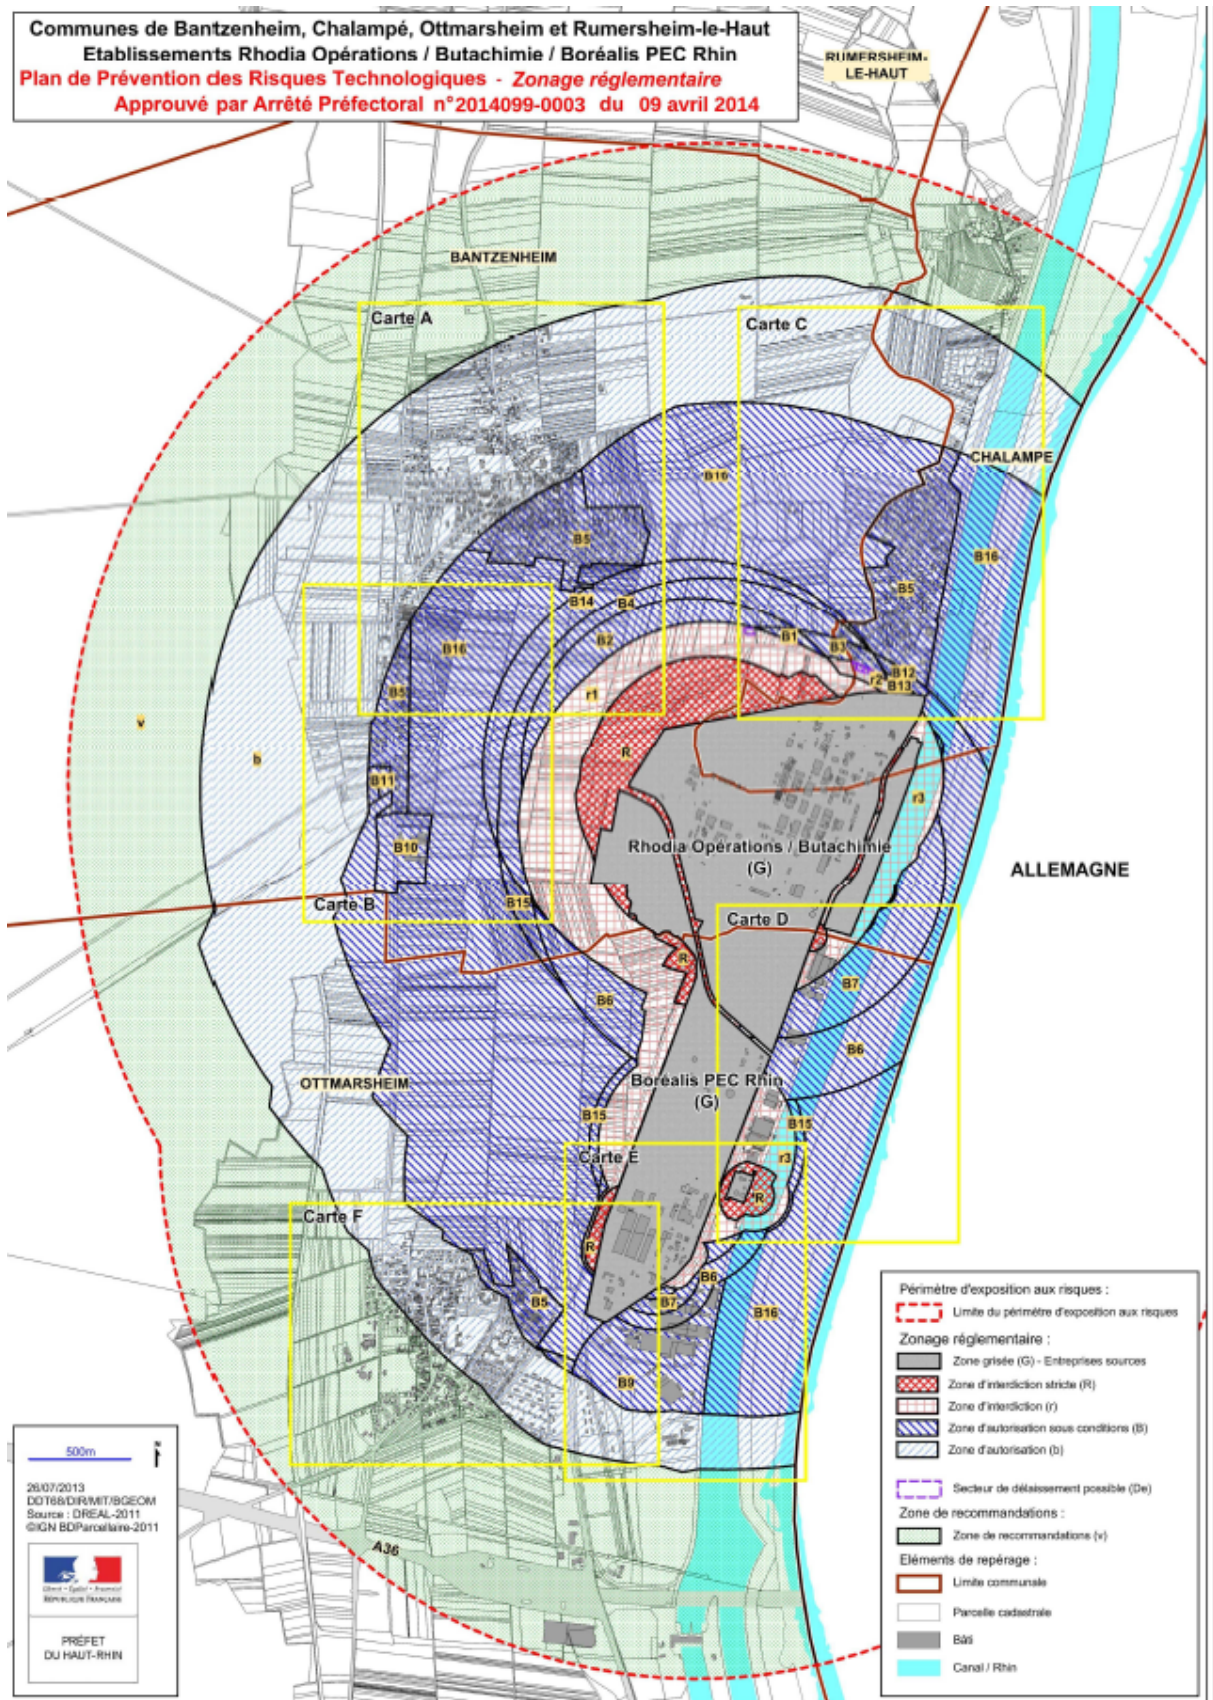 Communes de Bantzenheim, Chalampé, Ottmarsheim et Rumersheim-le-Haut
Etablissements Rhodia Opérations / Butachimie / Boréalis PEC Rhin
Plan de Prévention des Risques Technologiques - Zonage réglementaire
Approuvé par Arrêté Préfectoral n°2014099-0003 du 09 avril 2014
RUMERSHEIM-
LE-HAUT
BANTZENHEIM
Carte A
Carte C
CHALAMPE
B16
B5
B16
B5
B14
B4
B2
B1
B3
B16
B5
r1
r2
B12
B13
v
b
R
B11
r3
B10
Rhodia Opérations / Butachimie
(G)
ALLEMAGNE
Carte B
B15
Carte D
R
B7
B6
B6
OTTMARSHEIM
Boréalis PEC Rhin
(G)
B15
B15
Carte E
r3
R
Carte F
R
B6
B5
B7
B16
B9
A36
Périmètre d'exposition aux risques :
Limite du périmètre d'exposition aux risques
Zonage réglementaire :
Zone grisée (G) - Entreprises sources
Zone d'interdiction stricte (R)
Zone d'interdiction (r)
Zone d'autorisation sous conditions (B)
Zone d'autorisation (b)
Secteur de délaissement possible (De)
Zone de recommandations :
Zone de recommandations (v)
Eléments de repérage :
Limite communale
Parcelle cadastrale
Bâti
Canal / Rhin
500m
N
26/07/2013
DDT68/DIR/MIT/BGEOM
Source : DREAL-2011
©IGN BDParcellaire-2011
Liberté • Égalité • Fraternité
RÉPUBLIQUE FRANÇAISE
PRÉFET
DU HAUT-RHIN